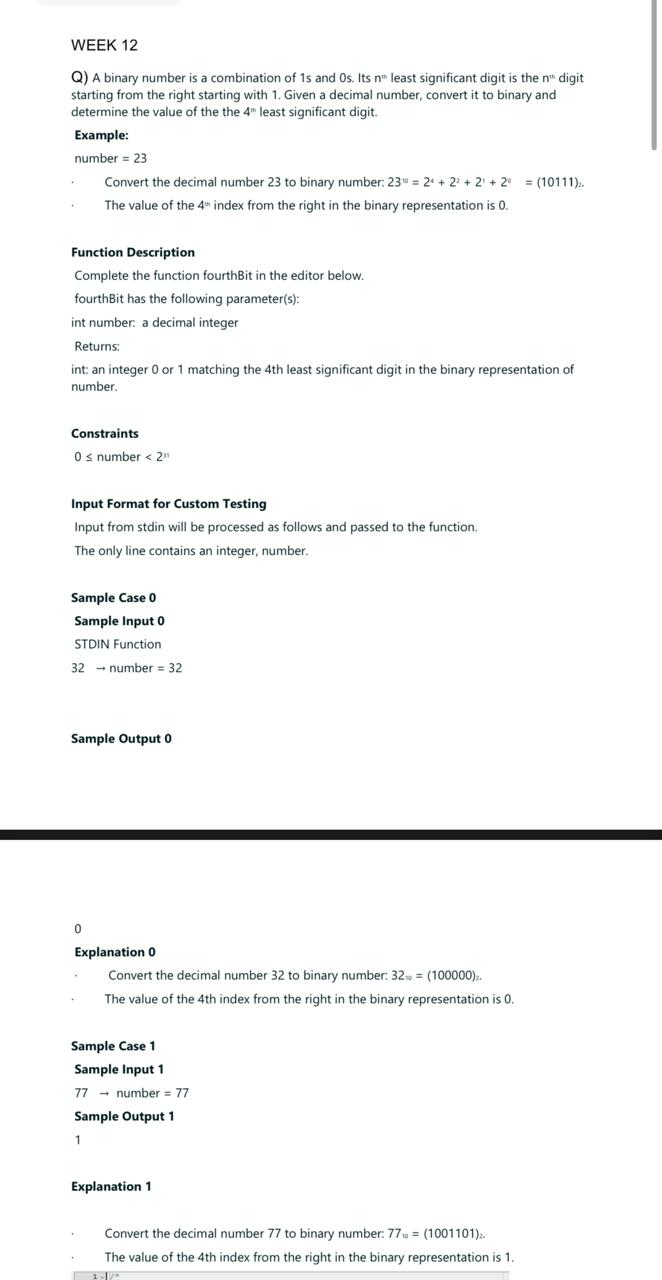 WEEK 12
Q) A binary number is a combination of 1s and 0s. Its nᵗʰ least significant digit is the nᵗʰ digit
starting from the right starting with 1. Given a decimal number, convert it to binary and
determine the value of the the 4ᵗʰ least significant digit.
Example:
number = 23
· Convert the decimal number 23 to binary number: 23¹⁰ = 2⁴ + 2² + 2¹ + 2⁰ = (10111)₂.
· The value of the 4ᵗʰ index from the right in the binary representation is 0.
Function Description
Complete the function fourthBit in the editor below.
fourthBit has the following parameter(s):
int number: a decimal integer
Returns:
int: an integer 0 or 1 matching the 4th least significant digit in the binary representation of
number.
Constraints
0 ≤ number < 2³¹
Input Format for Custom Testing
Input from stdin will be processed as follows and passed to the function.
The only line contains an integer, number.
Sample Case 0
Sample Input 0
STDIN Function
32 → number = 32
Sample Output 0
0
Explanation 0
· Convert the decimal number 32 to binary number: 32₁₀ = (100000)₂.
· The value of the 4th index from the right in the binary representation is 0.
Sample Case 1
Sample Input 1
77 → number = 77
Sample Output 1
1
Explanation 1
· Convert the decimal number 77 to binary number: 77₁₀ = (1001101)₂.
· The value of the 4th index from the right in the binary representation is 1.
1 /*